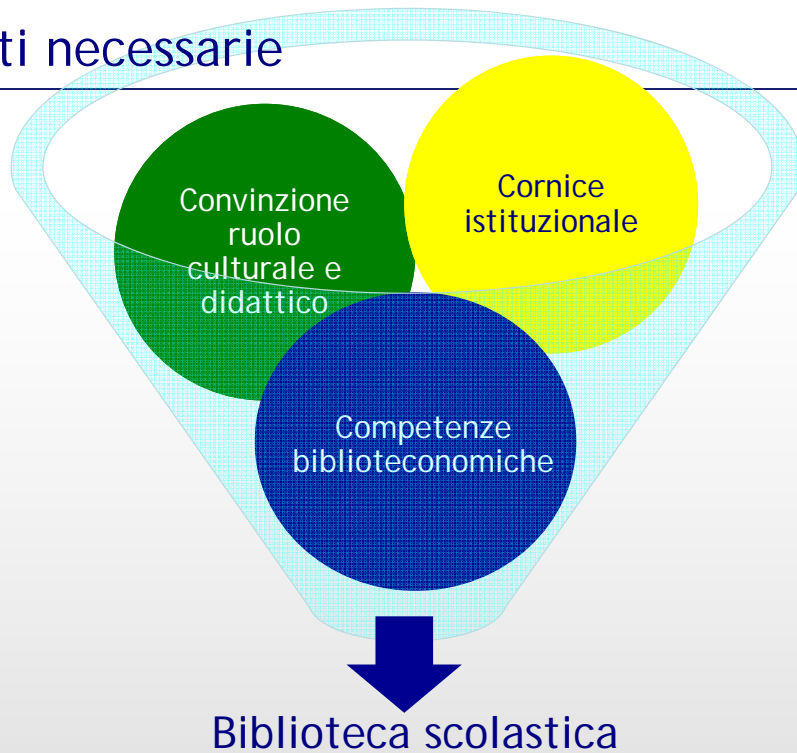 ti necessarie
Convinzione
ruolo
culturale e
didattico
Cornice
istituzionale
Competenze
biblioteconomiche
Biblioteca scolastica